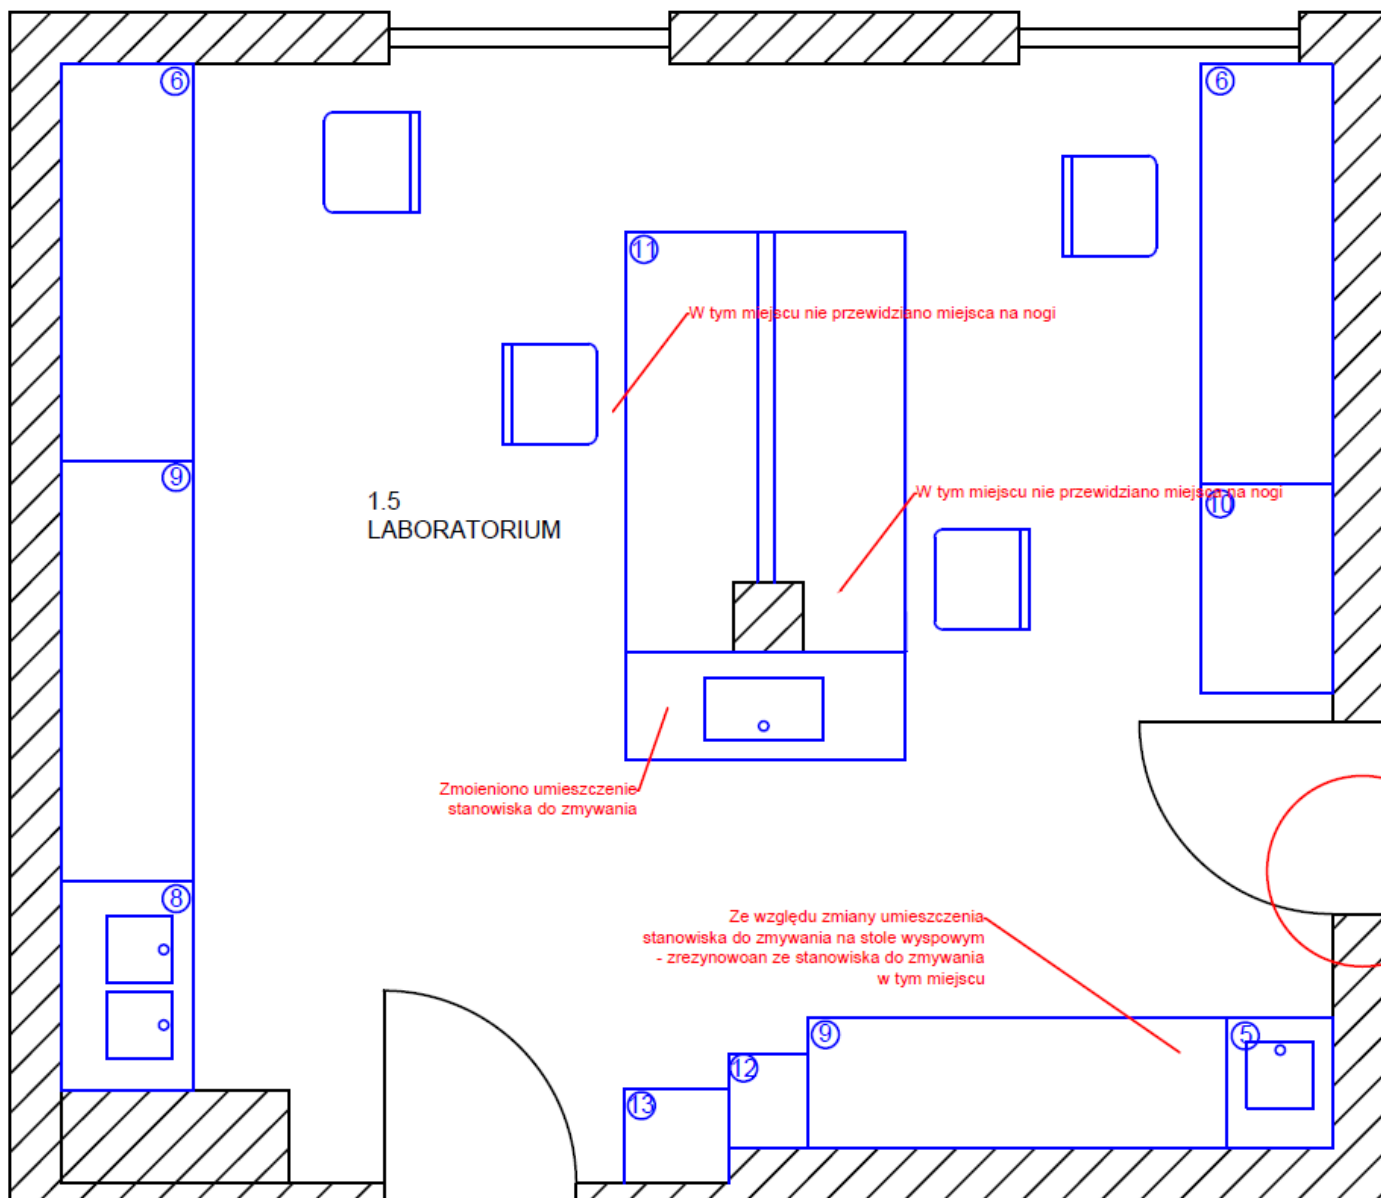 6
6
11
W tym miejscu nie przewidziano miejsca na nogi
9
W tym miejscu nie przewidziano miejsca na nogi
10
1.5
LABORATORIUM
Zmoieniono umieszczenie
stanowiska do zmywania
8
Ze względu zmiany umieszczenia
stanowiska do zmywania na stole wyspowym
- zrezynowoan ze stanowiska do zmywania
w tym miejscu
9
5
12
13